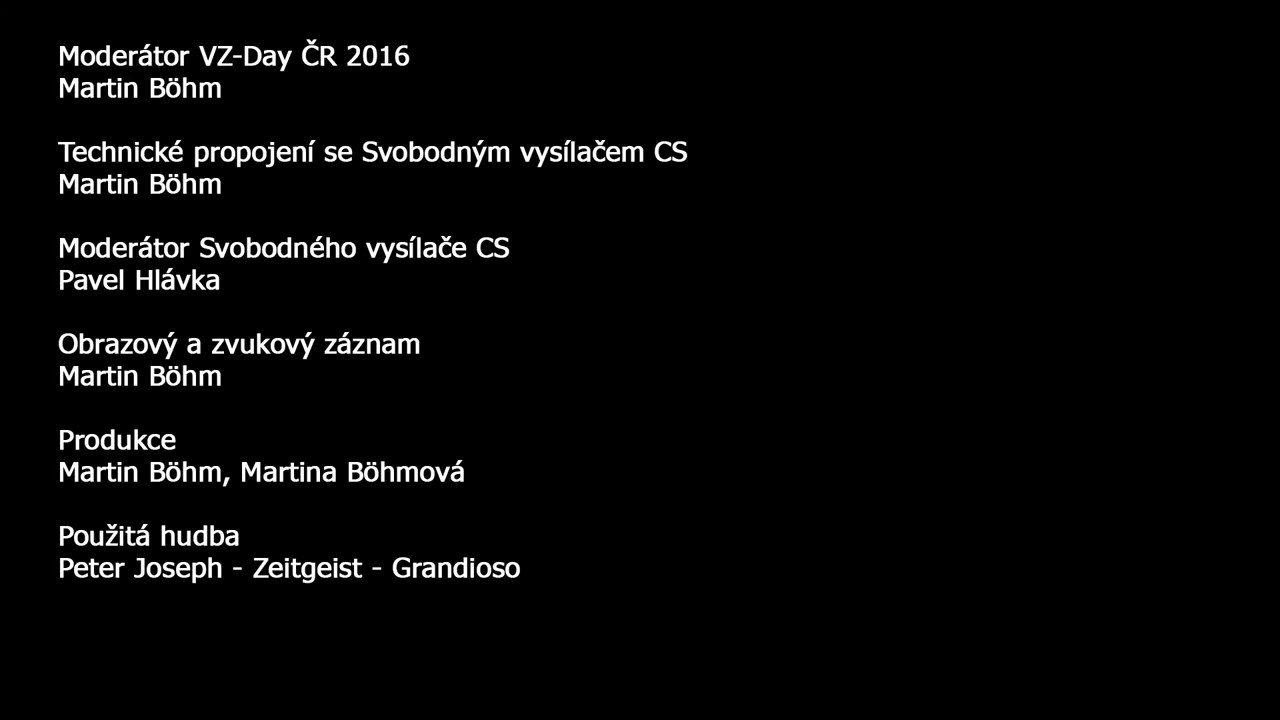 Moderátor VZ-Day ČR 2016
Martin Böhm
Technické propojení se Svobodným vysílačem CS
Martin Böhm
Moderátor Svobodného vysílače CS
Pavel Hlávka
Obrazový a zvukový záznam
Martin Böhm
Produkce
Martin Böhm, Martina Böhmová
Použitá hudba
Peter Joseph - Zeitgeist - Grandioso